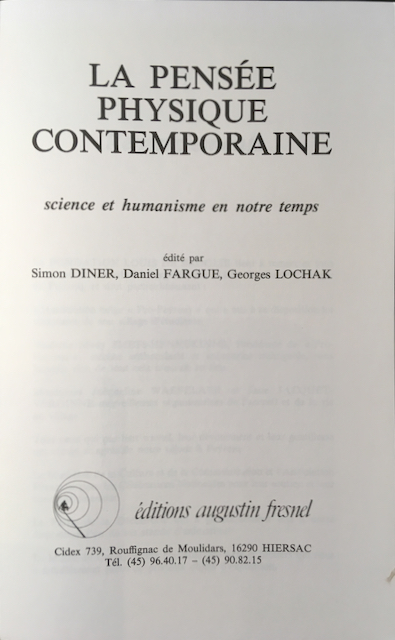 LA PENSÉE
PHYSIQUE
CONTEMPORAINE
science et humanisme en notre temps
édité par
Simon DINER, Daniel FARGUE, Georges LOCHAK
éditions augustin fresnel
Cidex 739, Rouffignac de Moulidars, 16290 HIERSAC
Tél. (45) 96.40.17 – (45) 90.82.15